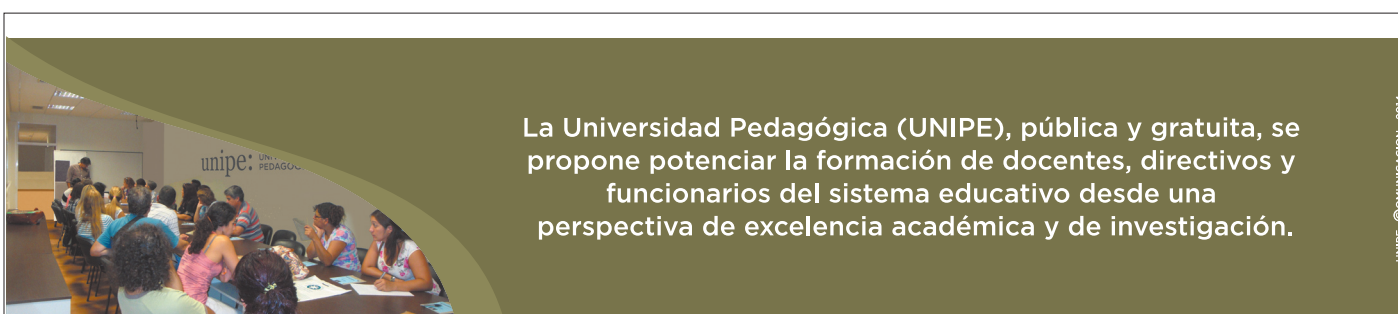 La Universidad Pedagógica (UNIPE), pública y gratuita, se
propone potenciar la formación de docentes, directivos y
funcionarios del sistema educativo desde una
perspectiva de excelencia académica y de investigación.
unipe: